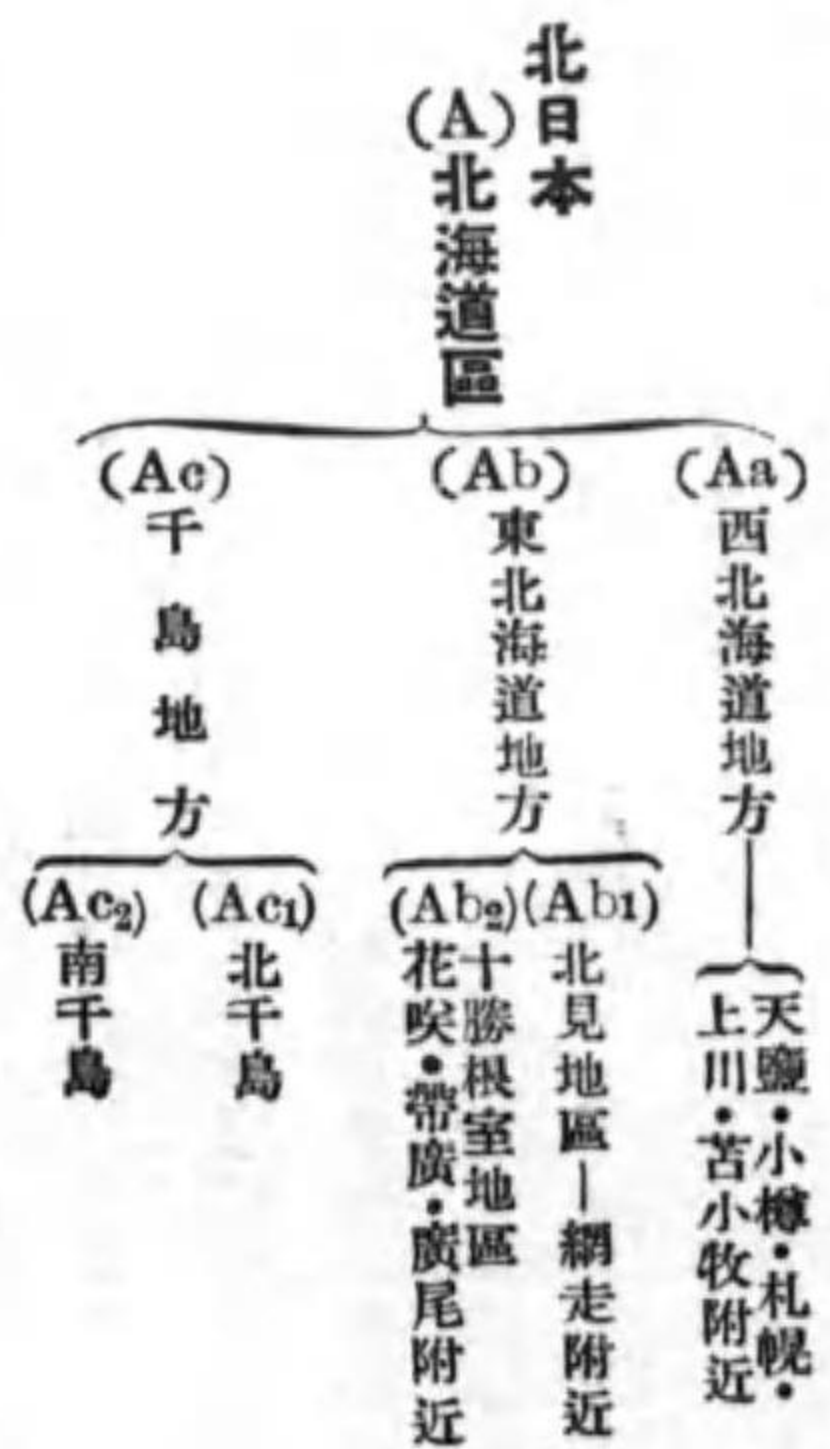 北日本
(A)北海道區
(Aa)西北海道地方
天鹽・小樽・札幌・
上川・苫小牧附近
(Ab)東北海道地方
(Ab1)北見地區―網走附近
(Ab2)十勝根室地區
花咲・帶廣・廣尾附近
(Ac)千島地方
(Ac1)北千島
(Ac2)南千島